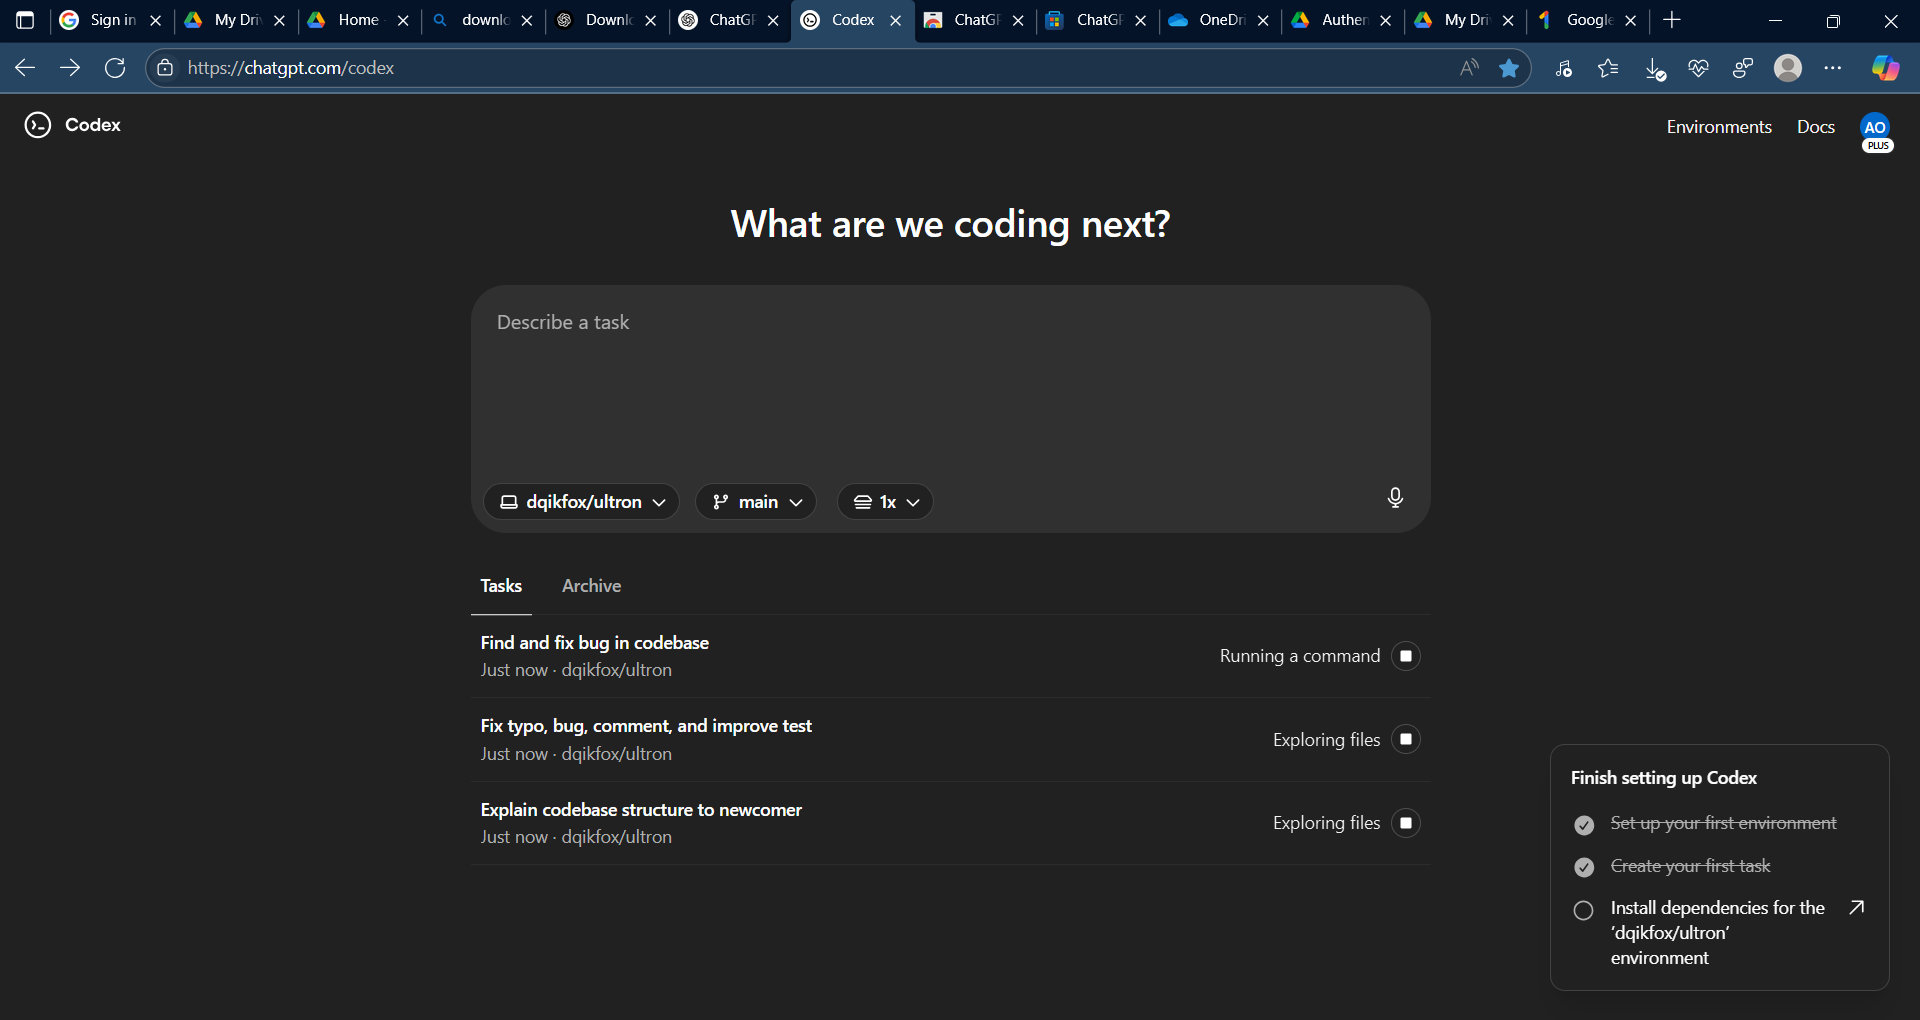 Sign in
My Dri
Home
downlo
Downlo
ChatGP
Codex
ChatGP
ChatGP
OneDri
Authen
My Dri
Google
https://chatgpt.com/codex
Codex
Environments
Docs
AO
PLUS
What are we coding next?
Describe a task
dqikfox/ultron
main
1x
Tasks
Archive
Find and fix bug in codebase
Just now · dqikfox/ultron
Running a command
Fix typo, bug, comment, and improve test
Just now · dqikfox/ultron
Exploring files
Explain codebase structure to newcomer
Just now · dqikfox/ultron
Exploring files
Finish setting up Codex
Set up your first environment
Create your first task
Install dependencies for the
‘dqikfox/ultron’
environment